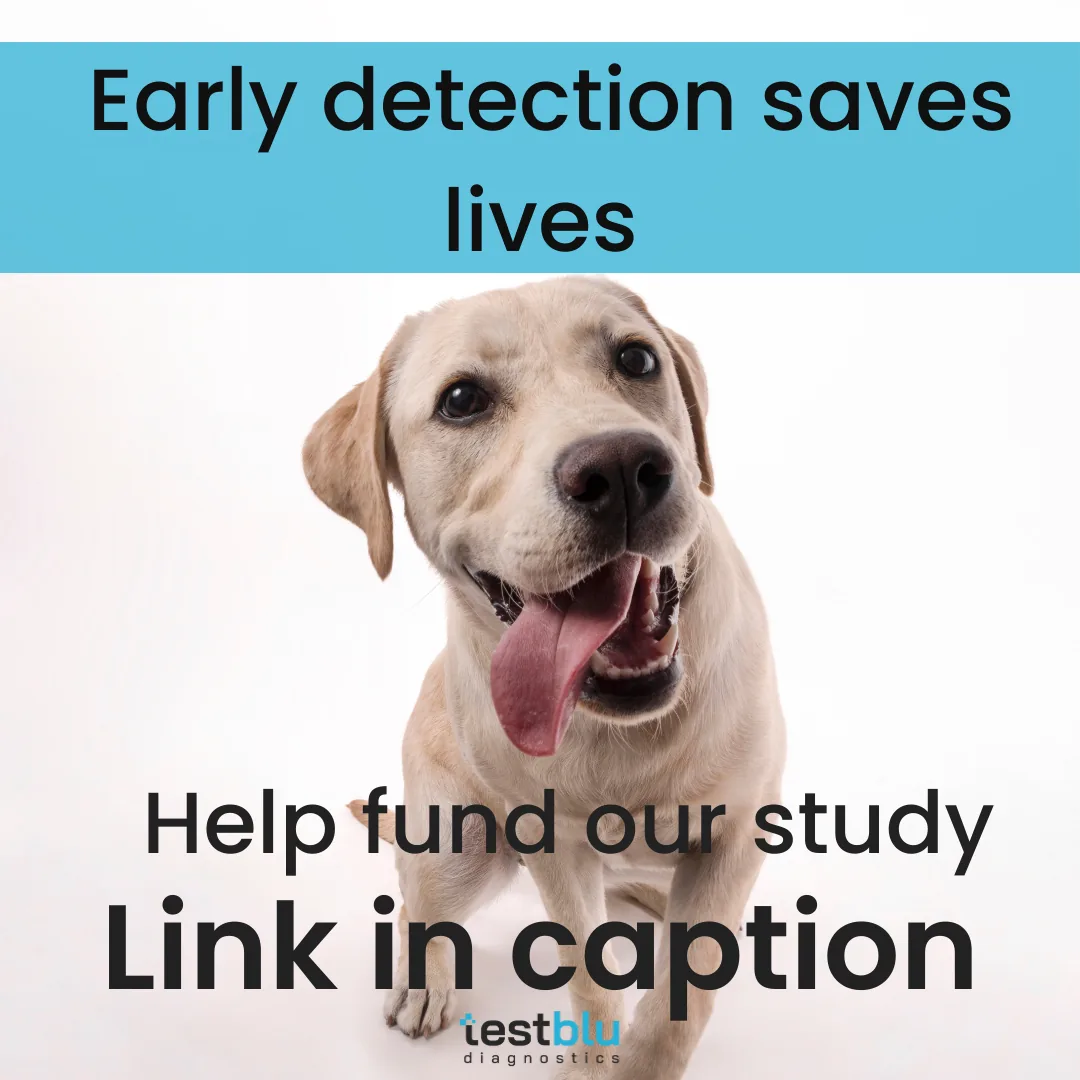 Early detection saves
lives
Help fund our study
Link in caption
testblu
diagnostics